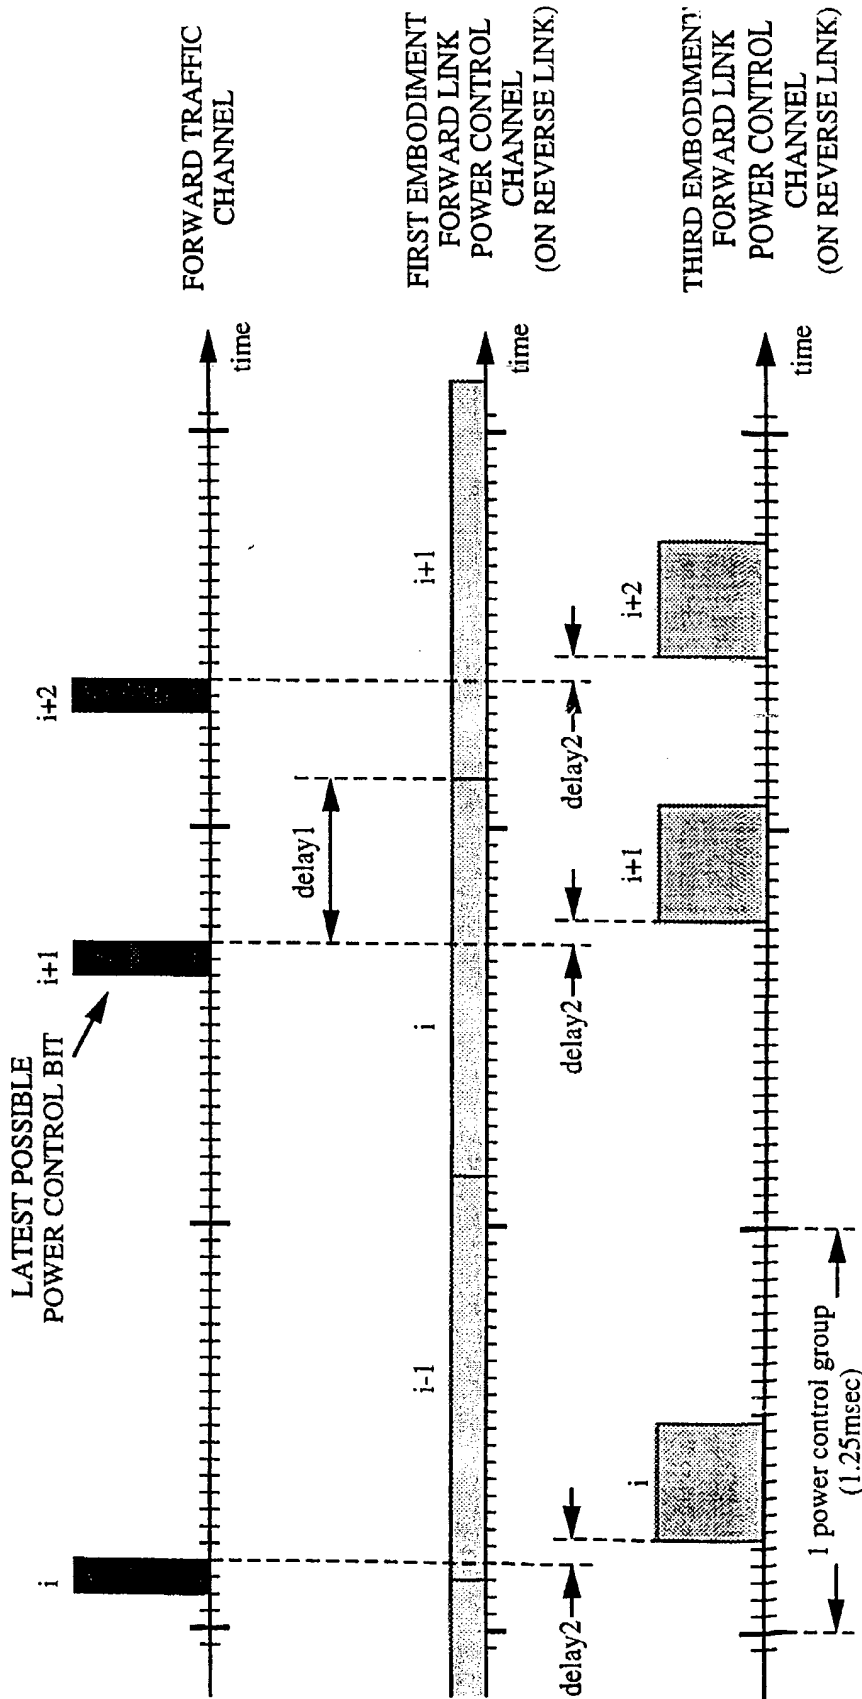 LATEST POSSIBLE
POWER CONTROL BIT
i
i+1
i+2
time
FORWARD TRAFFIC
CHANNEL
delay1
i-1
i
i+1
time
FIRST EMBODIMENT
FORWARD LINK
POWER CONTROL
CHANNEL
(ON REVERSE LINK)
delay2
delay2
delay2
i
i+1
i+2
time
THIRD EMBODIMENT
FORWARD LINK
POWER CONTROL
CHANNEL
(ON REVERSE LINK)
1 power control group
(1.25msec)